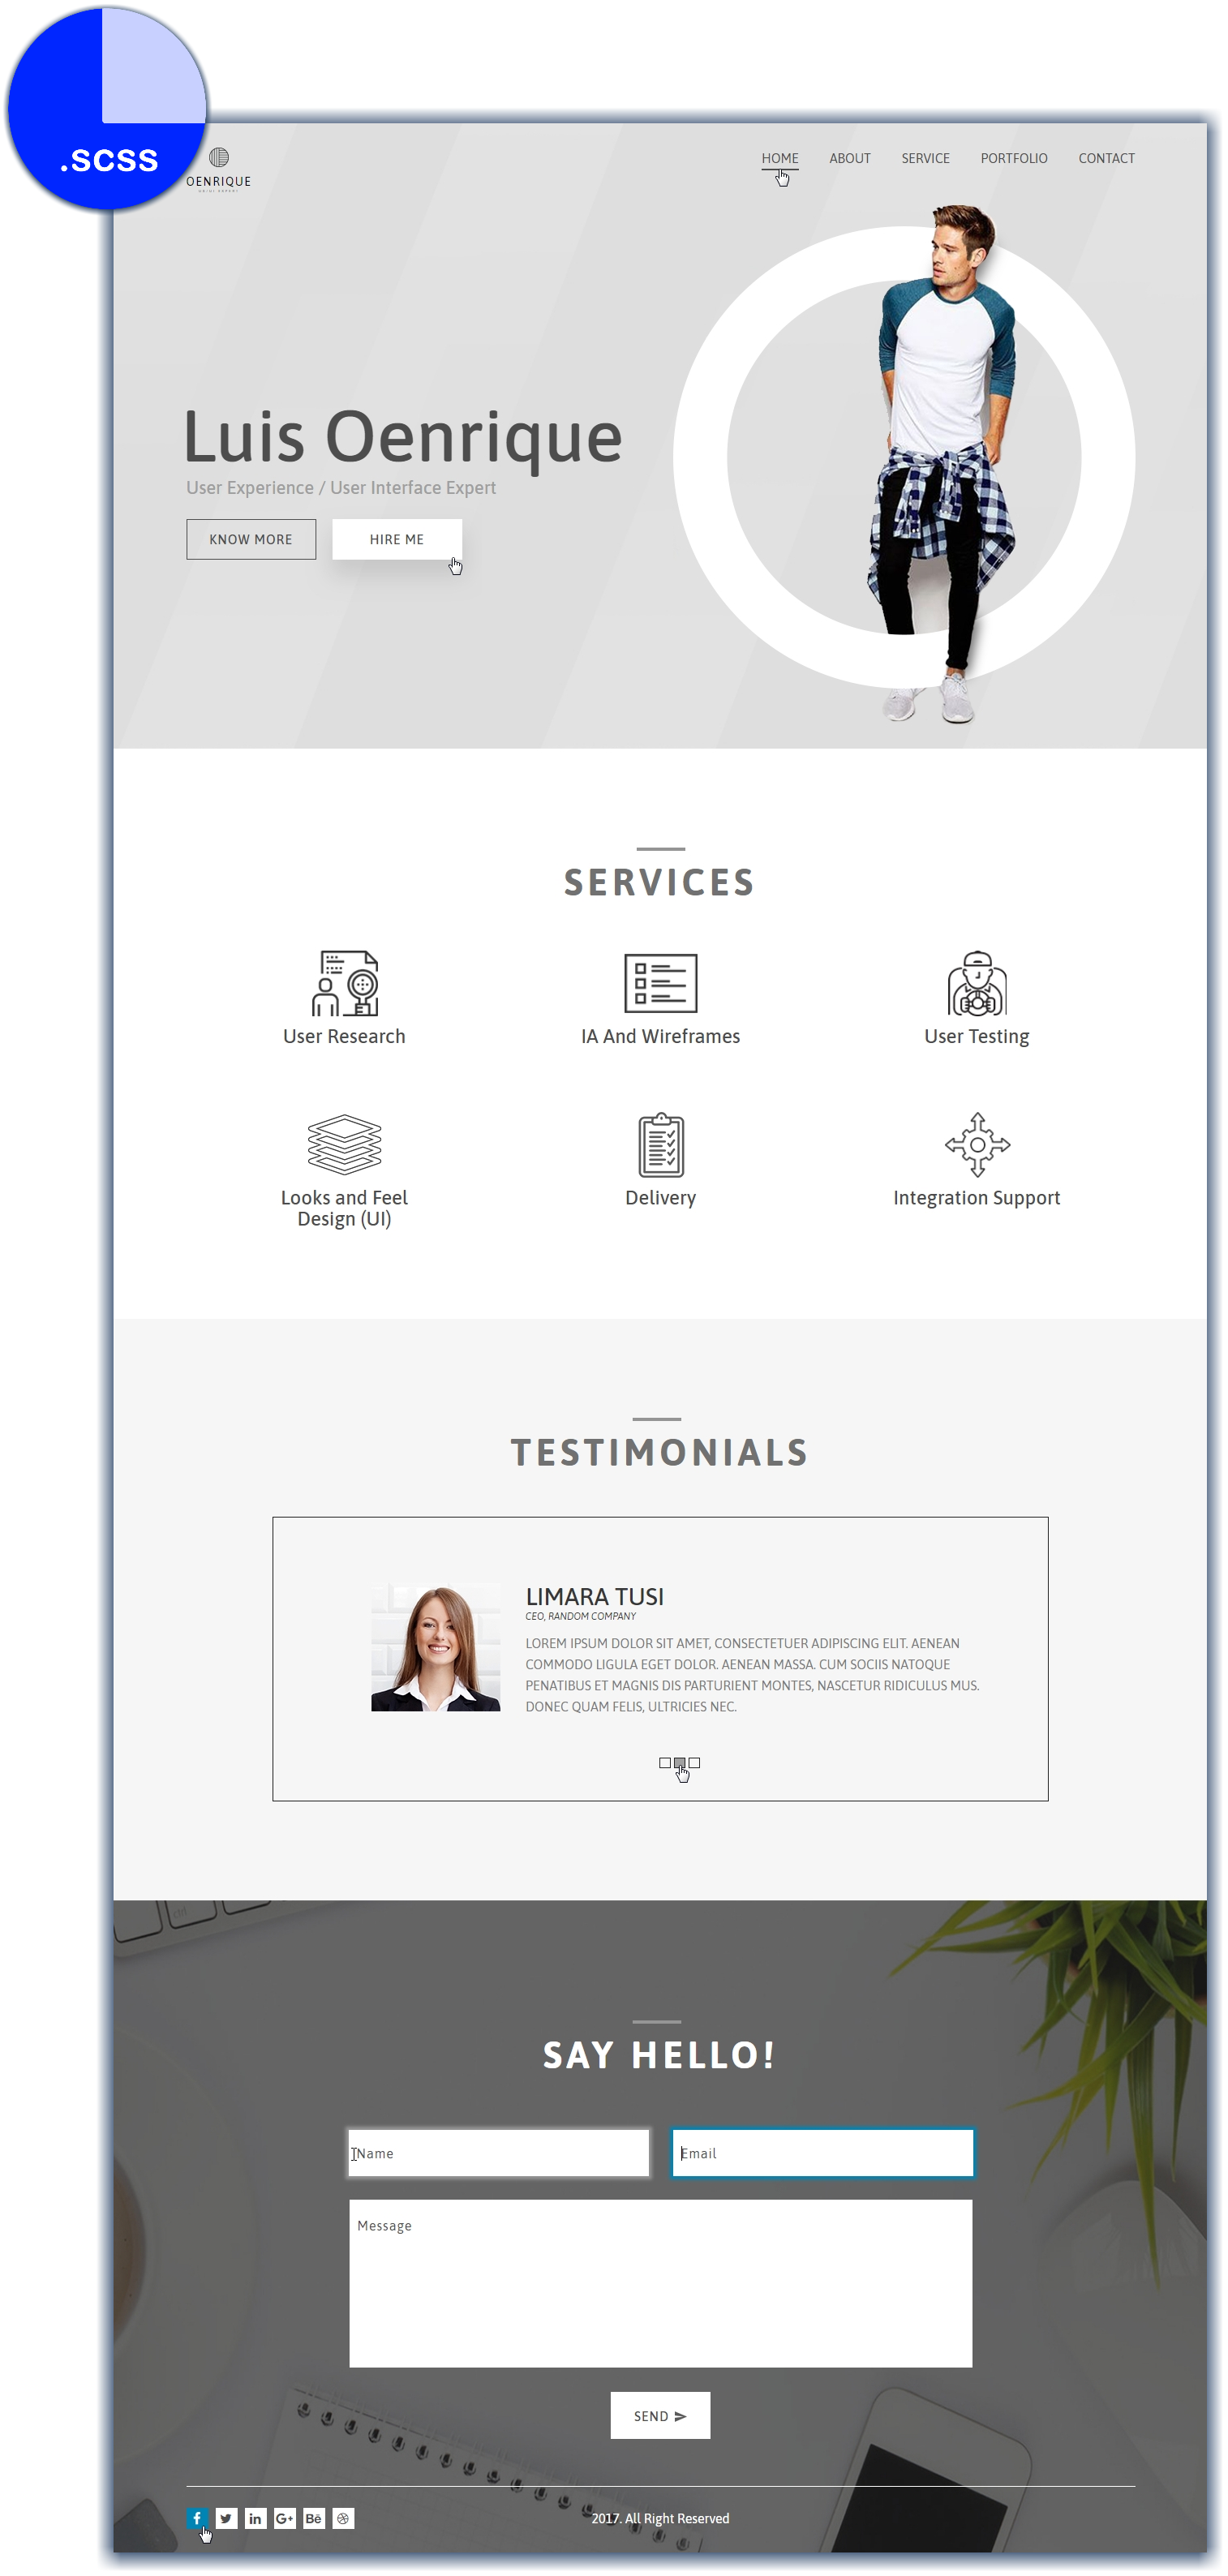 .scss
OENRIQUE
HOME ABOUT SERVICE PORTFOLIO CONTACT
Luis Oenrique
User Experience / User Interface Expert
KNOW MORE HIRE ME
SERVICES
User Research IA And Wireframes User Testing
Looks and Feel
Design (UI)
Delivery
Integration Support
TESTIMONIALS
LIMARA TUSI
CEO, RANDOM COMPANY
LOREM IPSUM DOLOR SIT AMET, CONSECTETUER ADIPISCING ELIT. AENEAN
COMMODO LIGULA EGET DOLOR. AENEAN MASSA. CUM SOCIIS NATOQUE
PENATIBUS ET MAGNIS DIS PARTURIENT MONTES, NASCETUR RIDICULUS MUS.
DONEC QUAM FELIS, ULTRICIES NEC.
ctrl
SAY HELLO!
Name Email
Message
SEND
f in G+ Bē 2017. All Right Reserved